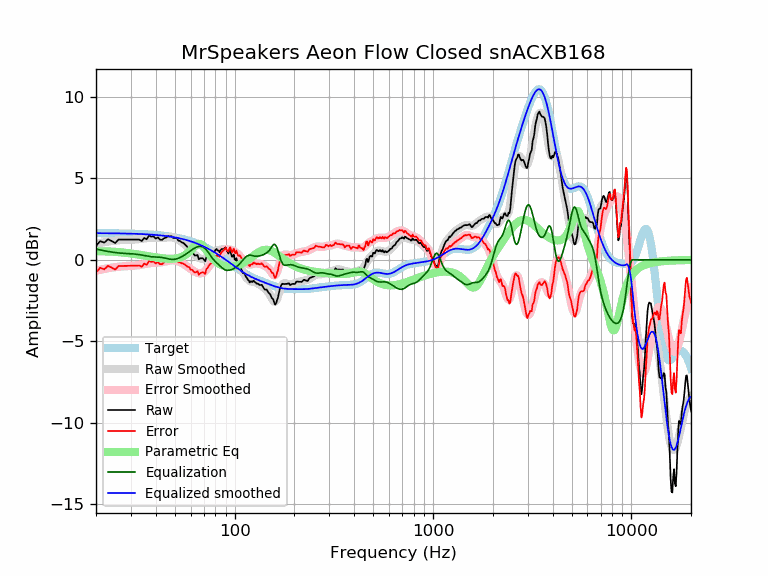 MrSpeakers Aeon Flow Closed snACXB168
10
5
0
−5
−10
−15
Amplitude (dBr)
Target
Raw Smoothed
Error Smoothed
Raw
Error
Parametric Eq
Equalization
Equalized smoothed
100
1000
10000
Frequency (Hz)